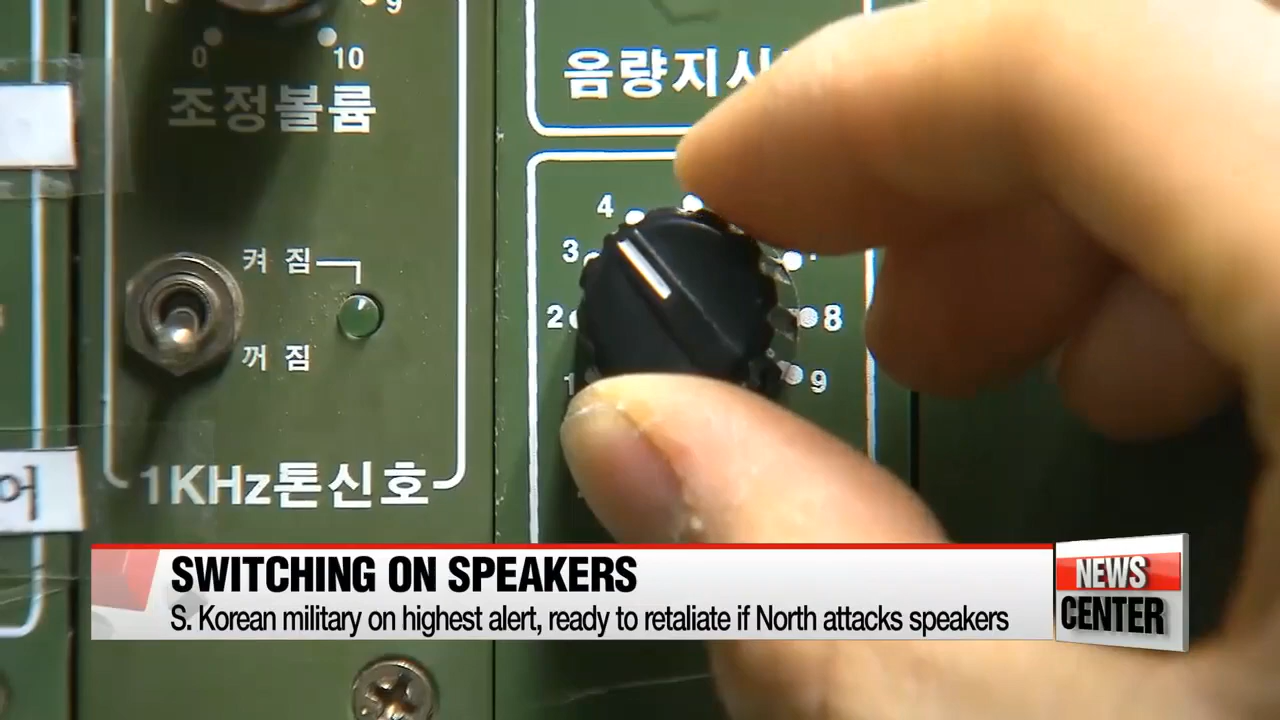 9
0
10
조정볼륨
켜 짐
꺼 짐
1KHz톤신호
어
음량지시
4
3
2
1
8
9
SWITCHING ON SPEAKERS
S. Korean military on highest alert, ready to retaliate if North attacks speakers
NEWS
CENTER